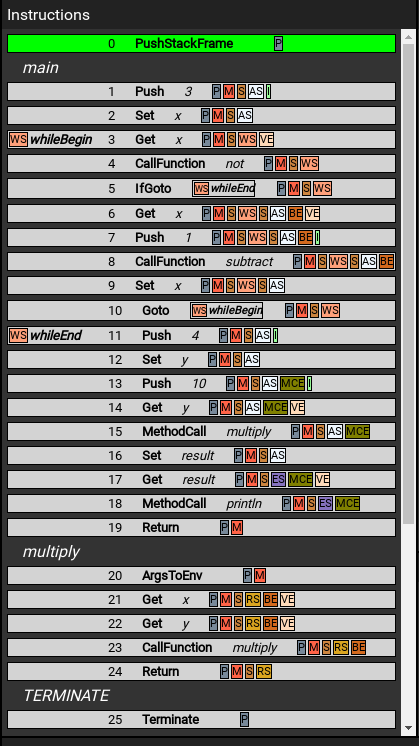 Instructions
0 PushStackFrame P
main
1 Push 3 P M S AS I
2 Set x P M S AS
WS whileBegin 3 Get x P M S WS VE
4 CallFunction not P M S WS
5 IfGoto WS whileEnd P M S WS
6 Get x P M S WS S AS BE VE
7 Push 1 P M S WS S AS BE I
8 CallFunction subtract P M S WS S AS BE
9 Set x P M S WS S AS
10 Goto WS whileBegin P M S WS
WS whileEnd 11 Push 4 P M S AS I
12 Set y P M S AS
13 Push 10 P M S AS MCE I
14 Get y P M S AS MCE VE
15 MethodCall multiply P M S AS MCE
16 Set result P M S AS
17 Get result P M S ES MCE VE
18 MethodCall println P M S ES MCE
19 Return P M
multiply
20 ArgsToEnv P M
21 Get x P M S RS BE VE
22 Get y P M S RS BE VE
23 CallFunction multiply P M S RS BE
24 Return P M S RS
TERMINATE
25 Terminate P